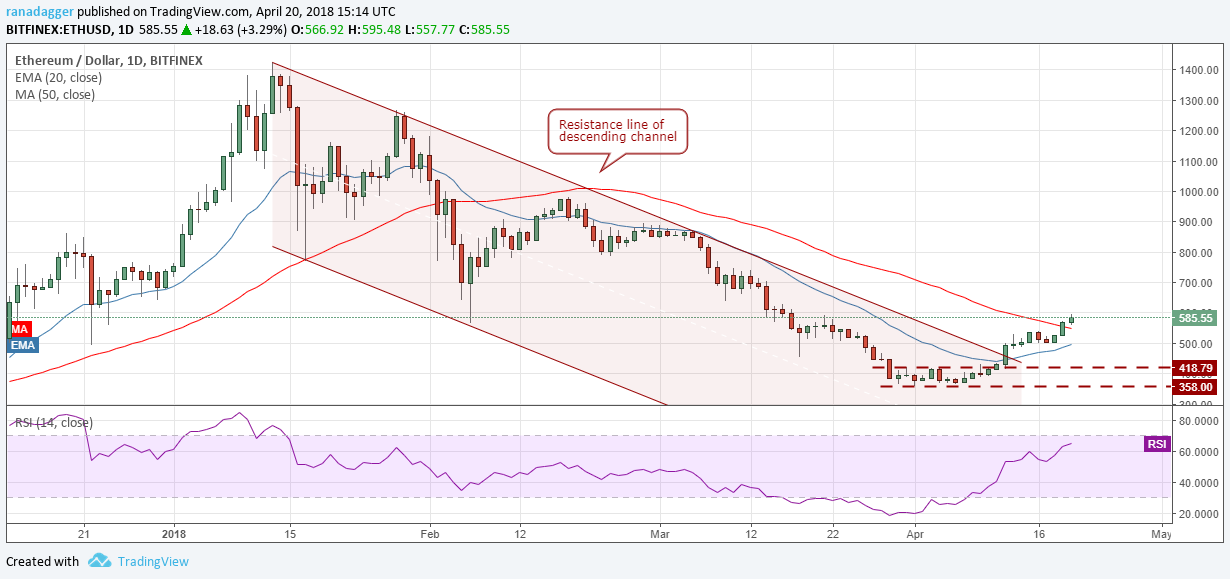 ranadagger published on TradingView.com, April 20, 2018 15:14 UTC
BITFINEX:ETHUSD, 1D 585.55 ▲ +18.63 (+3.29%) O:566.92 H:595.48 L:557.77 C:585.55
Ethereum / Dollar, 1D, BITFINEX
EMA (20, close)
MA (50, close)
Resistance line of
descending channel
1400.00
1300.00
1200.00
1100.00
1000.00
900.00
800.00
700.00
585.55
500.00
418.79
358.00
300.00
MA
EMA
RSI (14, close)
RSI
80.0000
60.0000
40.0000
20.0000
21 2018 15 Feb 12 Mar 12 22 Apr 16 May
Created with TradingView